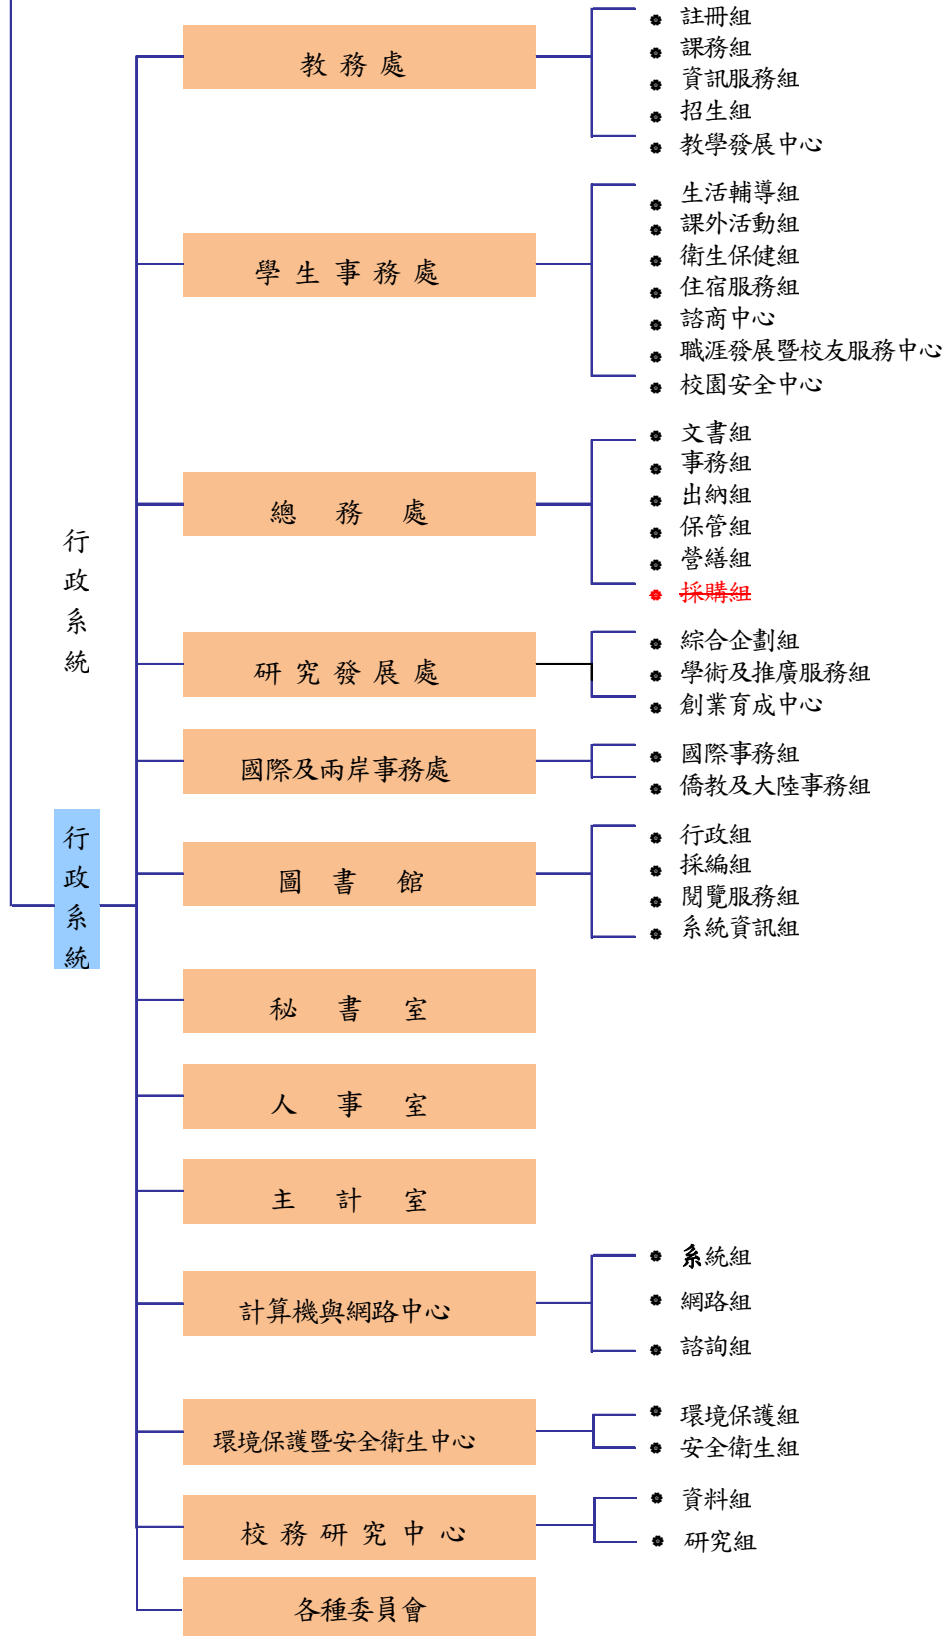 行政系統
行政系統
教務處
註冊組
課務組
資訊服務組
招生組
教學發展中心
學生事務處
生活輔導組
課外活動組
衛生保健組
住宿服務組
諮商中心
職涯發展暨校友服務中心
校園安全中心
總務處
文書組
事務組
出納組
保管組
營繕組
採購組
研究發展處
綜合企劃組
學術及推廣服務組
創業育成中心
國際及兩岸事務處
國際事務組
僑教及大陸事務組
圖書館
行政組
採編組
閱覽服務組
系統資訊組
秘書室
人事室
主計室
計算機與網路中心
系統組
網路組
諮詢組
環境保護暨安全衛生中心
環境保護組
安全衛生組
校務研究中心
資料組
研究組
各種委員會